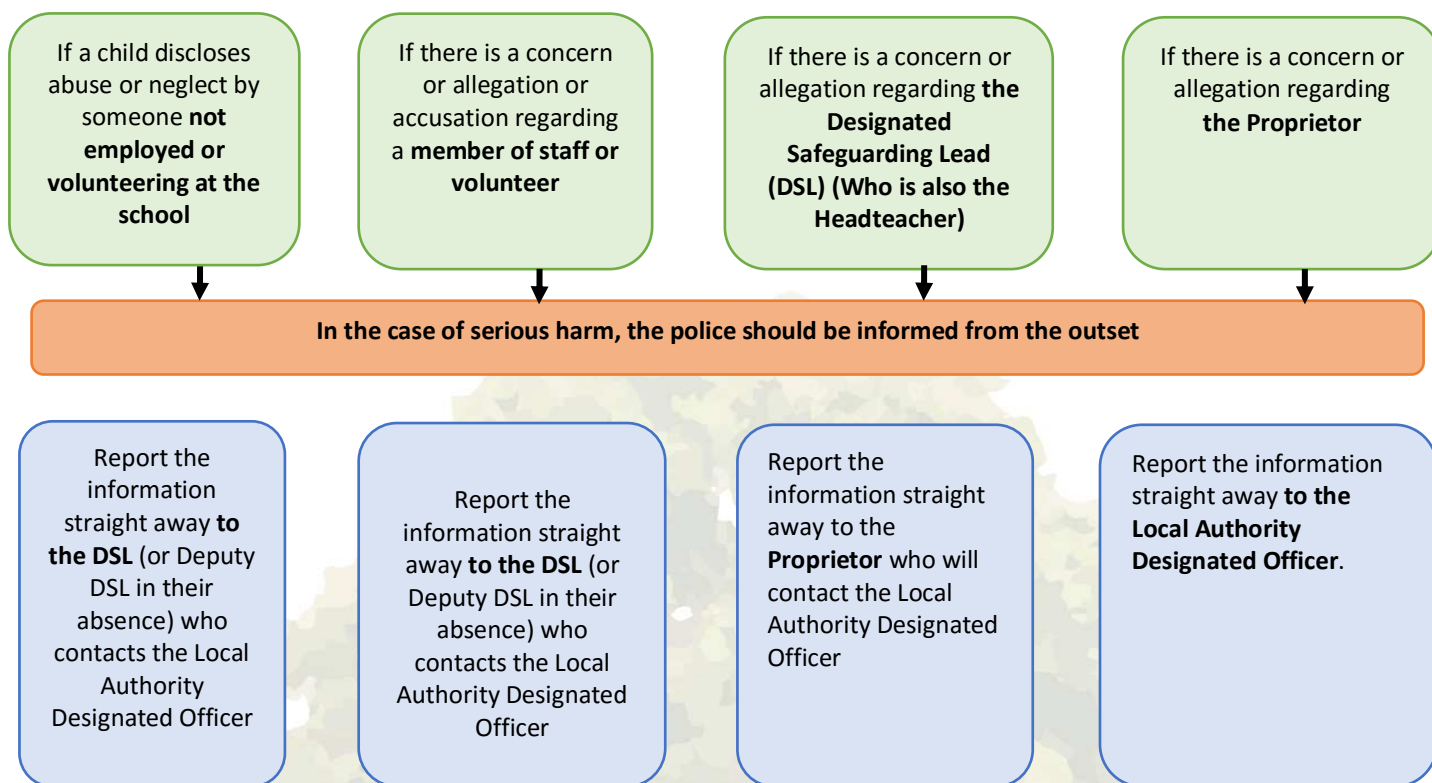 If a child discloses
abuse or neglect by
someone not
employed or
volunteering at the
school
If there is a concern
or allegation or
accusation regarding
a member of staff or
volunteer
If there is a concern or
allegation regarding the
Designated
Safeguarding Lead
(DSL) (Who is also the
Headteacher)
If there is a concern or
allegation regarding
the Proprietor
In the case of serious harm, the police should be informed from the outset
Report the
information
straight away to
the DSL (or Deputy
DSL in their
absence) who
contacts the Local
Authority
Designated Officer
Report the
information straight
away to the DSL (or
Deputy DSL in their
absence) who
contacts the Local
Authority Designated
Officer
Report the
information straight
away to the
Proprietor who will
contact the Local
Authority Designated
Officer
Report the information
straight away to the
Local Authority
Designated Officer.